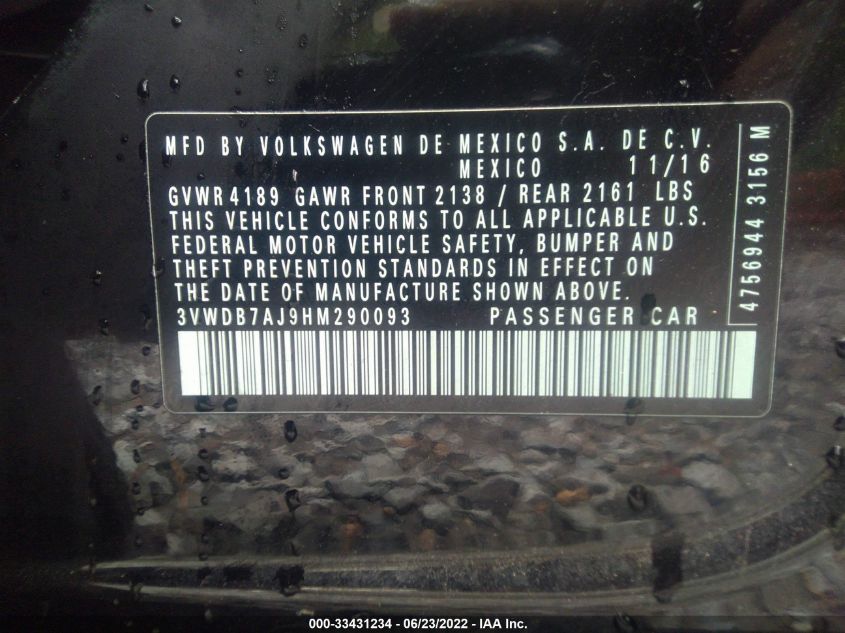 MFD BY VOLKSWAGEN DE MEXICO S.A. DE C.V.
MEXICO 11/16
GVWR 4189 GAWR FRONT 2138 / REAR 2161 LBS
THIS VEHICLE CONFORMS TO ALL APPLICABLE U.S.
FEDERAL MOTOR VEHICLE SAFETY, BUMPER AND
THEFT PREVENTION STANDARDS IN EFFECT ON
THE DATE OF MANUFACTURE SHOWN ABOVE.
3VWDB7AJ9HM290093 PASSENGER CAR
4756944 3156 M
000-33431234 - 06/23/2022 - IAA Inc.